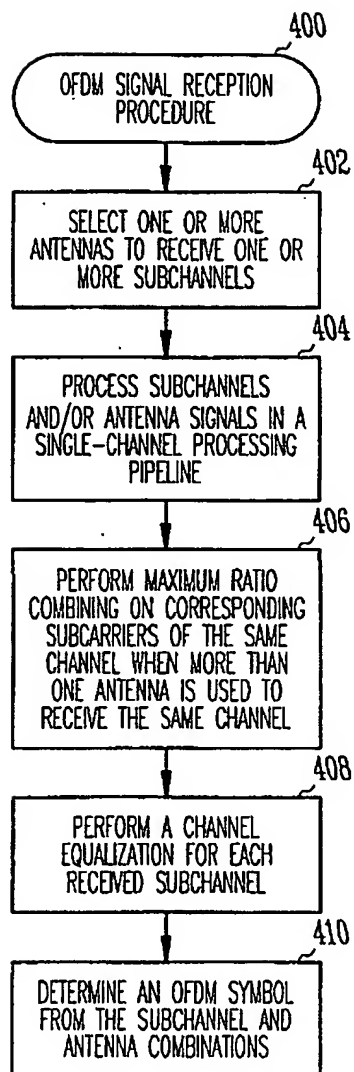 400
OFDM SIGNAL RECEPTION
PROCEDURE
402
SELECT ONE OR MORE
ANTENNAS TO RECEIVE ONE OR
MORE SUBCHANNELS
404
PROCESS SUBCHANNELS
AND/OR ANTENNA SIGNALS IN A
SINGLE-CHANNEL PROCESSING
PIPELINE
406
PERFORM MAXIMUM RATIO
COMBINING ON CORRESPONDING
SUBCARRIERS OF THE SAME
CHANNEL WHEN MORE THAN
ONE ANTENNA IS USED TO
RECEIVE THE SAME CHANNEL
408
PERFORM A CHANNEL
EQUALIZATION FOR EACH
RECEIVED SUBCHANNEL
410
DETERMINE AN OFDM SYMBOL
FROM THE SUBCHANNEL AND
ANTENNA COMBINATIONS